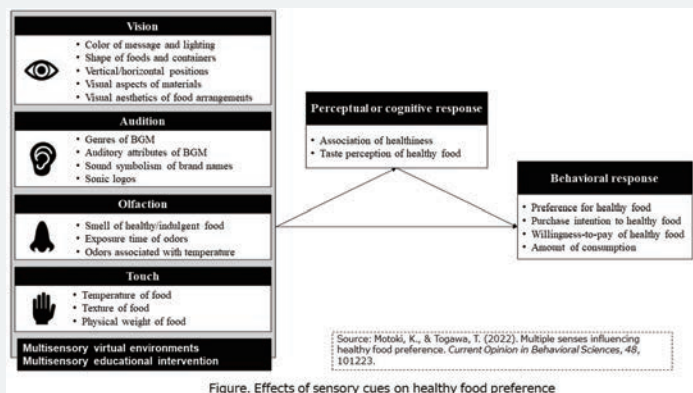 Vision
• Color of message and lighting
• Shape of foods and containers
• Vertical/horizontal positions
• Visual aspects of materials
• Visual aesthetics of food arrangements
Audition
• Genres of BGM
• Auditory attributes of BGM
• Sound symbolism of brand names
• Sonic logos
Olfaction
• Smell of healthy/indulgent food
• Exposure time of odors
• Odors associated with temperature
Touch
• Temperature of food
• Texture of food
• Physical weight of food
Multisensory virtual environments
Multisensory educational intervention
Perceptual or cognitive response
• Association of healthiness
• Taste perception of healthy food
Behavioral response
• Preference for healthy food
• Purchase intention to healthy food
• Willingness-to-pay of healthy food
• Amount of consumption
Source: Motoki, K., & Togawa, T. (2022). Multiple senses influencing
healthy food preference. Current Opinion in Behavioral Sciences, 48,
101223.
Figure. Effects of sensory cues on healthy food preference